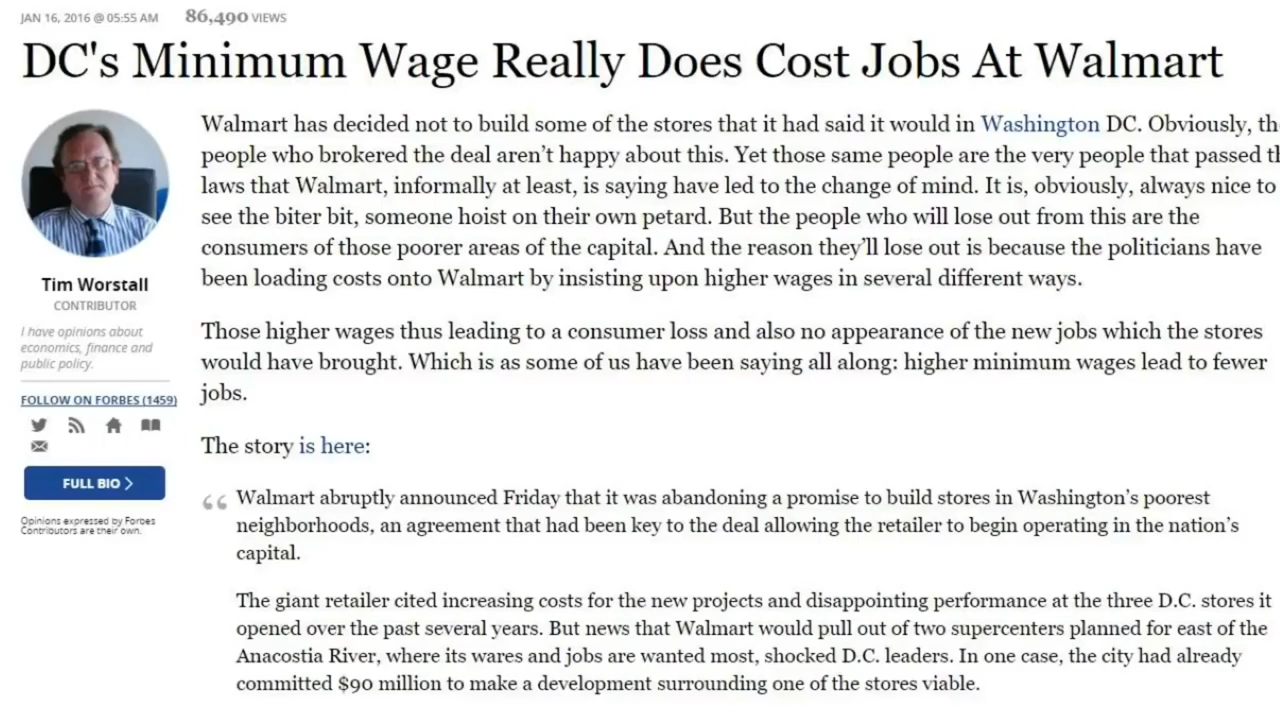 JAN 16, 2016 @ 05:55 AM 86,490 VIEWS
DC's Minimum Wage Really Does Cost Jobs At Walmart
Tim Worstall
CONTRIBUTOR
I have opinions about
economics, finance and
public policy.
FOLLOW ON FORBES (1459)
FULL BIO >
Opinions expressed by Forbes
Contributors are their own.
Walmart has decided not to build some of the stores that it had said it would in Washington DC. Obviously, th
people who brokered the deal aren't happy about this. Yet those same people are the very people that passed th
laws that Walmart, informally at least, is saying have led to the change of mind. It is, obviously, always nice to
see the biter bit, someone hoist on their own petard. But the people who will lose out from this are the
consumers of those poorer areas of the capital. And the reason they'll lose out is because the politicians have
been loading costs onto Walmart by insisting upon higher wages in several different ways.
Those higher wages thus leading to a consumer loss and also no appearance of the new jobs which the stores
would have brought. Which is as some of us have been saying all along: higher minimum wages lead to fewer
jobs.
The story is here:
“ Walmart abruptly announced Friday that it was abandoning a promise to build stores in Washington's poorest
neighborhoods, an agreement that had been key to the deal allowing the retailer to begin operating in the nation's
capital.
The giant retailer cited increasing costs for the new projects and disappointing performance at the three D.C. stores it
opened over the past several years. But news that Walmart would pull out of two supercenters planned for east of the
Anacostia River, where its wares and jobs are wanted most, shocked D.C. leaders. In one case, the city had already
committed $90 million to make a development surrounding one of the stores viable.